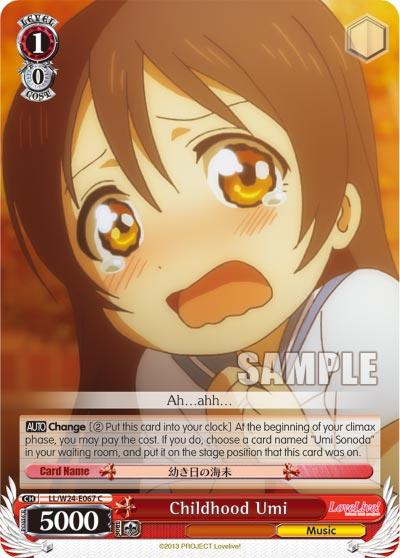 LEVEL
1
0
COST
SAMPLE
Ah…ahh…
AUTO Change [② Put this card into your clock] At the beginning of your climax
phase, you may pay the cost. If you do, choose a card named "Umi Sonoda"
in your waiting room, and put it on the stage position that this card was on.
Card Name 幼き日の海未
CH LL/W24-E067 C
POWER 5000 SOUL Childhood Umi LoveLive!
Music
©2013 PROJECT Lovelive!